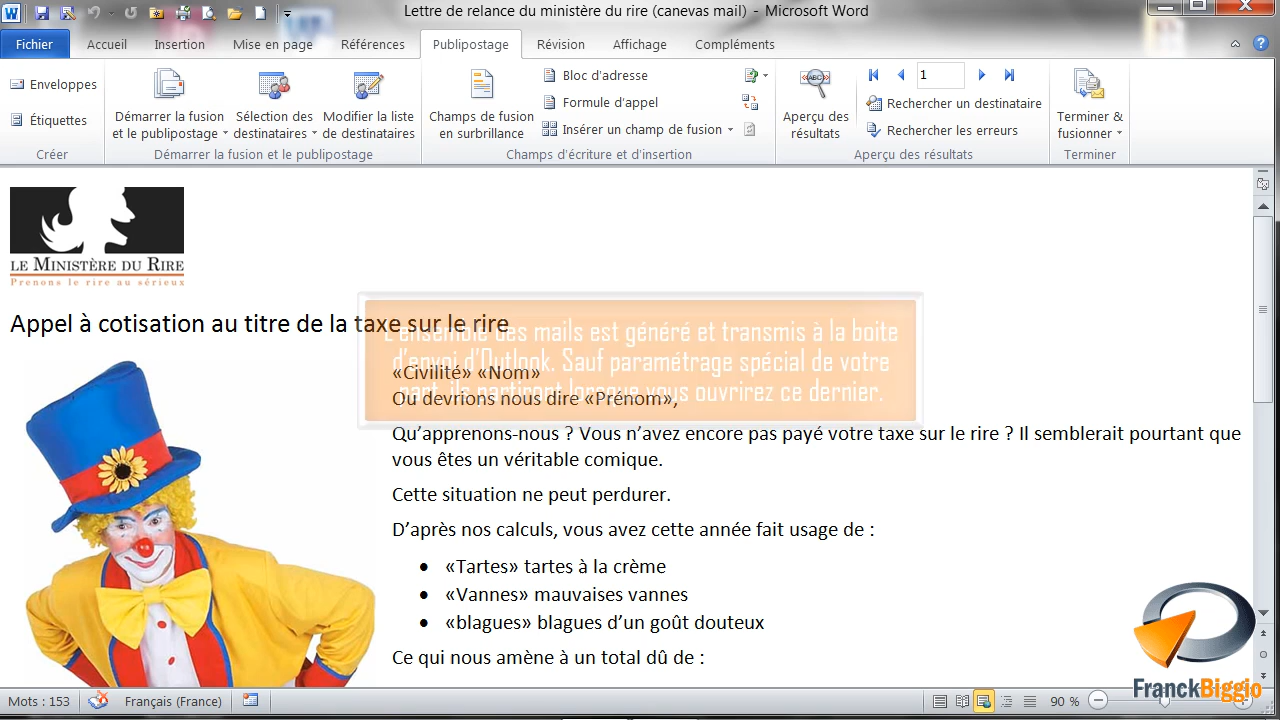 Lettre de relance du ministère du rire (canevas mail) - Microsoft Word
Fichier Accueil Insertion Mise en page Références Publipostage Révision Affichage Compléments
Enveloppes
Étiquettes
Créer
Démarrer la fusion et le publipostage
Sélection des destinataires
Modifier la liste de destinataires
Démarrer la fusion et le publipostage
Champs de fusion en surbrillance
Bloc d'adresse
Formule d'appel
Insérer un champ de fusion
Champs d'écriture et d'insertion
Aperçu des résultats
ABC
1
Rechercher un destinataire
Rechercher les erreurs
Aperçu des résultats
Terminer & fusionner
Terminer
LE MINISTÈRE DU RIRE
Prenons le rire au sérieux
Appel à cotisation au titre de la taxe sur le rire
L'ensemble des mails est généré et transmis à la boite
d'envoi d'Outlook. Sauf paramétrage spécial de votre
part, ils partiront lorsque vous ouvrirez ce dernier.
«Civilité» «Nom»
Ou devrions nous dire «Prénom»,
Qu'apprenons-nous ? Vous n'avez encore pas payé votre taxe sur le rire ? Il semblerait pourtant que
vous êtes un véritable comique.
Cette situation ne peut perdurer.
D'après nos calculs, vous avez cette année fait usage de :
• «Tartes» tartes à la crème
• «Vannes» mauvaises vannes
• «blagues» blagues d'un goût douteux
Ce qui nous amène à un total dû de :
FranckBiggio
Mots : 153 Français (France) 90 %